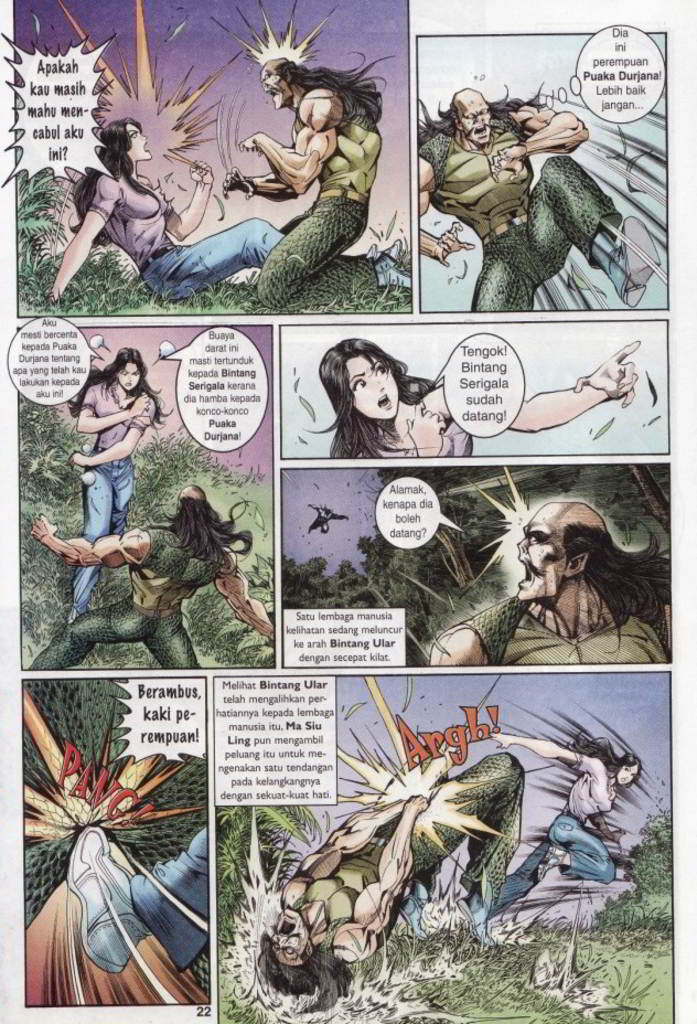 Apakah
kau masih
mahu men-
cabul aku
ini?
Dia
ini
perempuan
Puaka Durjana!
Lebih baik
jangan...
Aku
mesti bercenta
kepada Puaka
Durjana tentang
apa yang telah kau
lakukan kepada
aku ini!
Buaya
darat ini
masti tertunduk
kepada Bintang
Serigala kerana
dia hamba kepada
konco-konco
Puaka
Durjana!
Tengok!
Bintang
Serigala
sudah
datang!
Alamak,
kenapa dia
boleh
datang?
Satu lembaga manusia
kelihatan sedang meluncur
ke arah Bintang Ular
dengan secepat kilat.
Berambus,
kaki pe-
rempuan!
PANG!
Melihat Bintang Ular
telah mengalihkan per-
hatiannya kepada lembaga
manusia itu, Ma Siu
Ling pun mengambil
peluang itu untuk me-
ngenakan satu tendangan
pada kelangkangnya
dengan sekuat-kuat hati.
Argh!
22